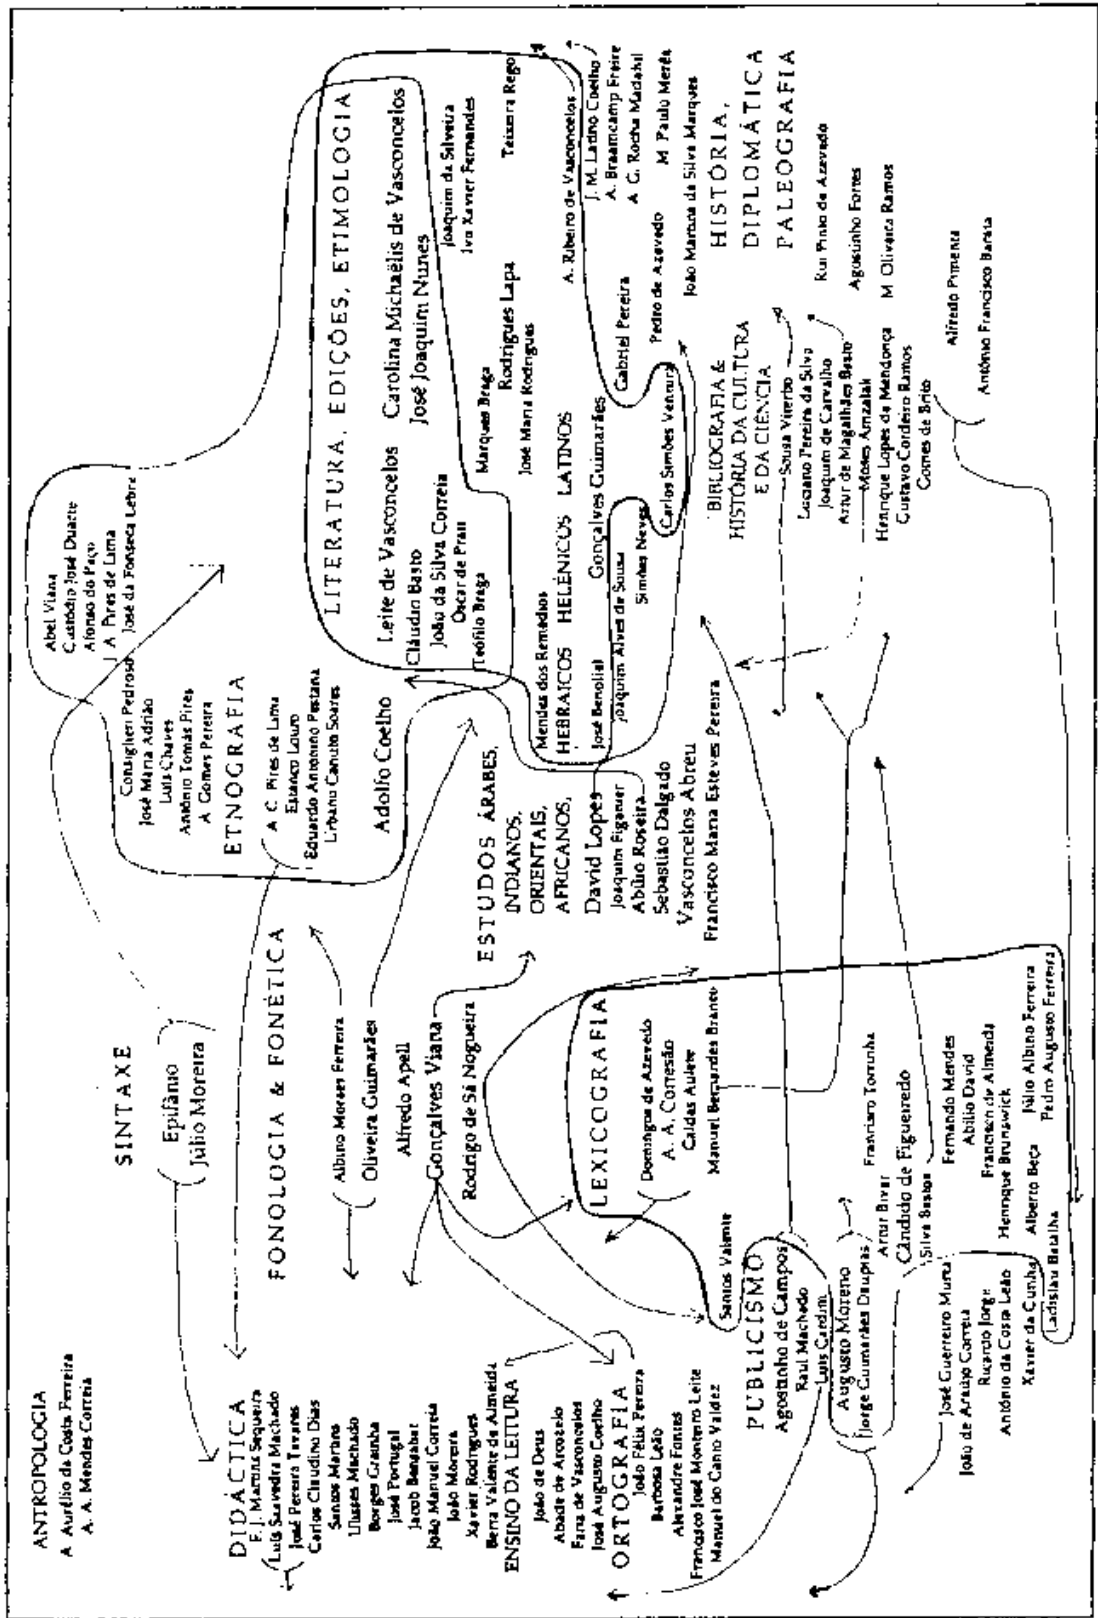 ANTROPOLOGIA
A Aurélio da Costa Ferreira
A. A. Mendes Correia
SINTAXE
Epifânio
Júlio Moreira
DIDÁCTICA
F. J. Martins Sequeira
Luís Saavedra Machado
José Pereira Tavares
Carlos Claudino Dias
Santos Martins
Ulisses Machado
Borges Grainha
José Portugal
Jacob Bensabat
João Manuel Correia
João Moreira
Xavier Rodrigues
Berta Valente de Almeida
ENSINO DA LEITURA
João de Deus
Abade de Arcozelo
Faria de Vasconcelos
José Augusto Coelho
ORTOGRAFIA
João Félix Pereira
Barbosa Leão
Alexandre Fontes
Francisco José Monteiro Leite
Manuel do Canto Valdez
FONOLOGIA & FONÉTICA
Albino Moraes Ferreira
Oliveira Guimarães
Alfredo Apell
Gonçalves Viana
Rodrigo de Sá Nogueira
LEXICOGRAFIA
Domingos de Azevedo
A. A. Cortesão
Caldas Aulete
Manuel Bernardes Branco
Santos Valente
PUBLICISMO
Agostinho de Campos
Raul Machado
Luís Cardim
Augusto Moreno
Jorge Guimarães Daupiás
Artur Bivar
Francisco Torrinha
Cândido de Figueiredo
Silva Bastos
Fernando Mendes
Abílio David
Francisco de Almeida
Henrique Brunswick
Alberto Beça
Júlio Albino Ferreira
Pedro Augusto Ferreira
José Guerreiro Murta
João de Araújo Correia
Ricardo Jorge
António da Costa Leão
Xavier da Cunha
Ladislau Batalha
Abel Viana
Custódio José Duarte
Afonso do Paço
J. A Pires de Lima
José da Fonseca Lebre
Consiglieri Pedroso
José Maria Adrião
Luís Chaves
António Tomás Pires
A Gomes Pereira
ETNOGRAFIA
A C. Pires de Lima
Estanco Louro
Eduardo Antonino Pestana
Urbano Canuto Soares
Adolfo Coelho
LITERATURA, EDIÇÕES, ETIMOLOGIA
Leite de Vasconcelos
Carolina Michaëlis de Vasconcelos
Cláudio Basto
José Joaquim Nunes
João da Silva Correia
Oscar de Pratt
Teófilo Braga
Joaquim da Silveira
Ivo Xavier Fernandes
Marques Braga
Rodrigues Lapa
Teixeira Rego
José Maria Rodrigues
ESTUDOS ÁRABES,
INDIANOS,
ORIENTAIS,
AFRICANOS,
Mendes dos Remédios
HEBRAICOS HELÉNICOS LATINOS
José Benoliel
Gonçalves Guimarães
Joaquim Alves de Sousa
Simões Neves
Carlos Simões Ventura
David Lopes
Joaquim Figanier
Abílio Roseira
Sebastião Dalgado
Vasconcelos Abreu
Francisco Maria Esteves Pereira
A. Ribeiro de Vasconcelos
J. M. Latino Coelho
A. Braamcamp Freire
A G. Rocha Madahil
Gabriel Pereira
Pedro de Azevedo
M Paulo Merêa
João Martins da Silva Marques
HISTÓRIA,
DIPLOMÁTICA
PALEOGRAFIA
Rui Pinto de Azevedo
Agostinho Fortes
M Oliveira Ramos
BIBLIOGRAFIA &
HISTÓRIA DA CULTURA
E DA CIÊNCIA
Sousa Viterbo
Luciano Pereira da Silva
Joaquim de Carvalho
Artur de Magalhães Basto
Moses Amzalak
Henrique Lopes de Mendonça
Gustavo Cordeiro Ramos
Gomes de Brito
Alfredo Pimenta
António Francisco Barata